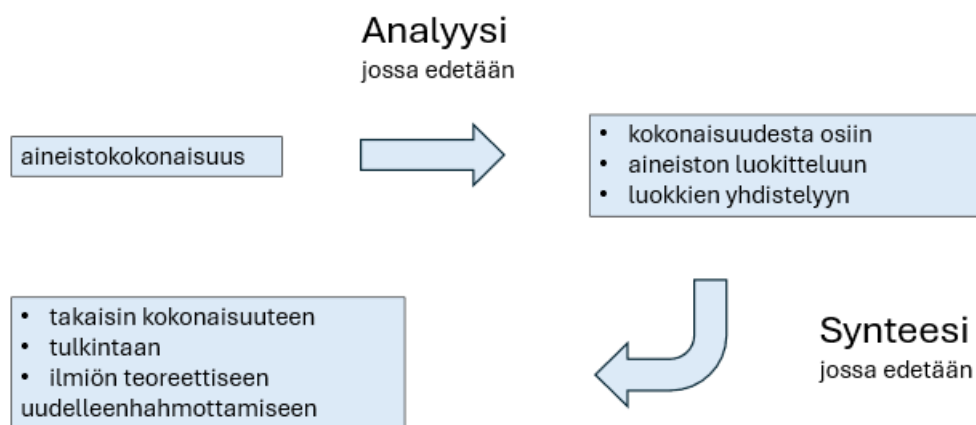 Analyysi
jossa edetään
aineistokokonaisuus
• kokonaisuudesta osiin
• aineiston luokitteluun
• luokkien yhdistelyyn
Synteesi
jossa edetään
• takaisin kokonaisuuteen
• tulkintaan
• ilmiön teoreettiseen
uudelleenhahmottamiseen